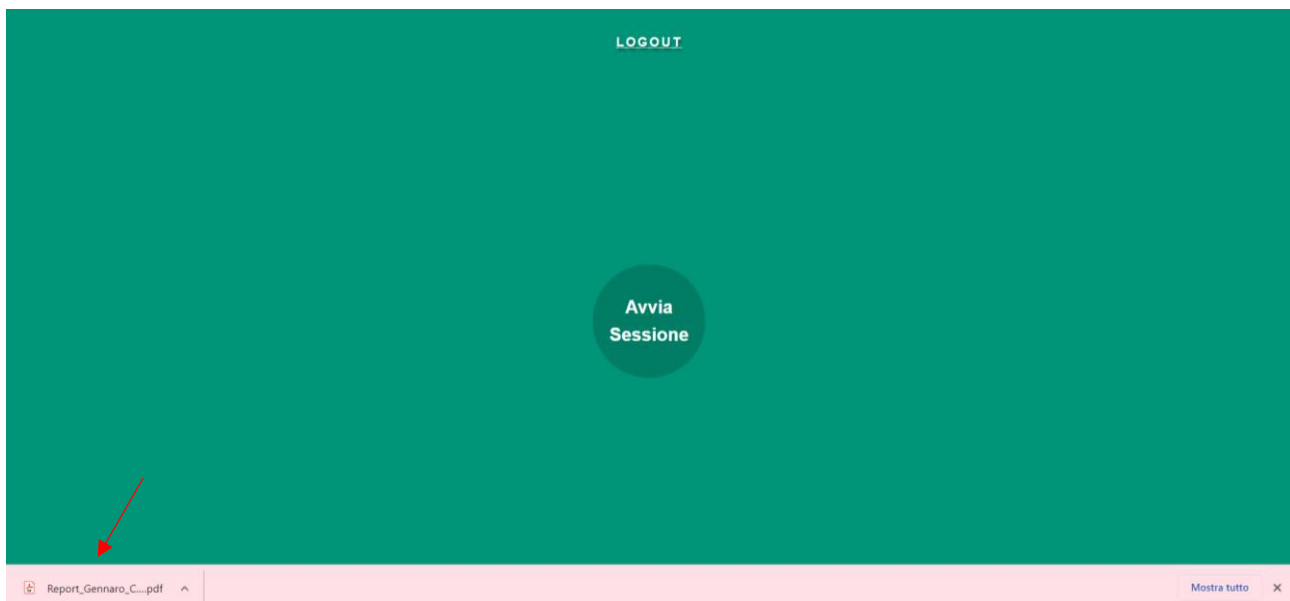 LOGOUT
Avvia
Sessione
Report_Gennaro_C....pdf
Mostra tutto